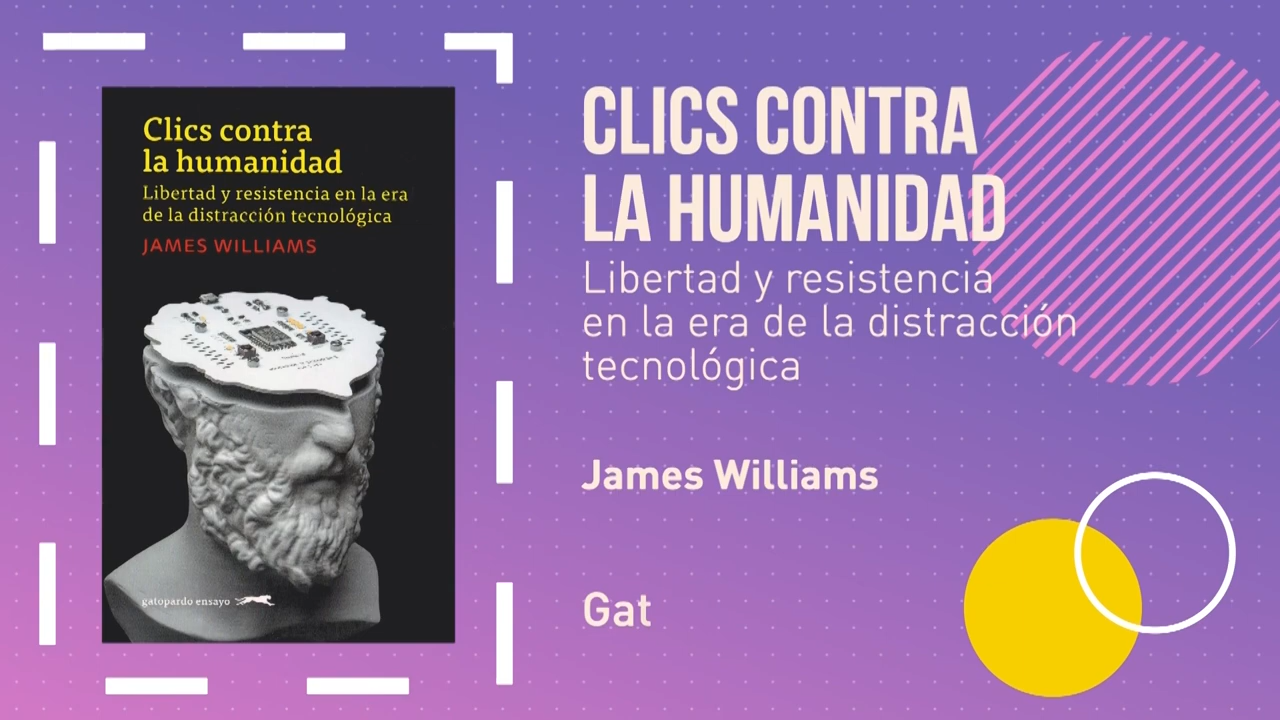 Clics contra
la humanidad
Libertad y resistencia en la era
de la distracción tecnológica
JAMES WILLIAMS
gatopardo ensayo
CLICS CONTRA
LA HUMANIDAD
Libertad y resistencia
en la era de la distracción
tecnológica
James Williams
Gat